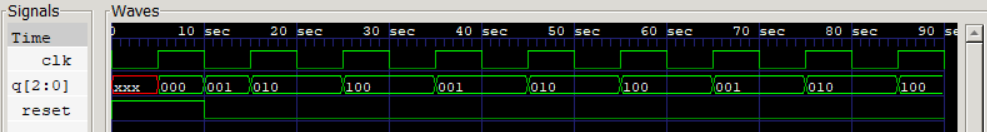 Signals
Waves
Time
10 sec 20 sec 30 sec 40 sec 50 sec 60 sec 70 sec 80 sec 90 se
clk
q[2:0] xxx 000 001 010 100 001 010 100 001 010 100
reset